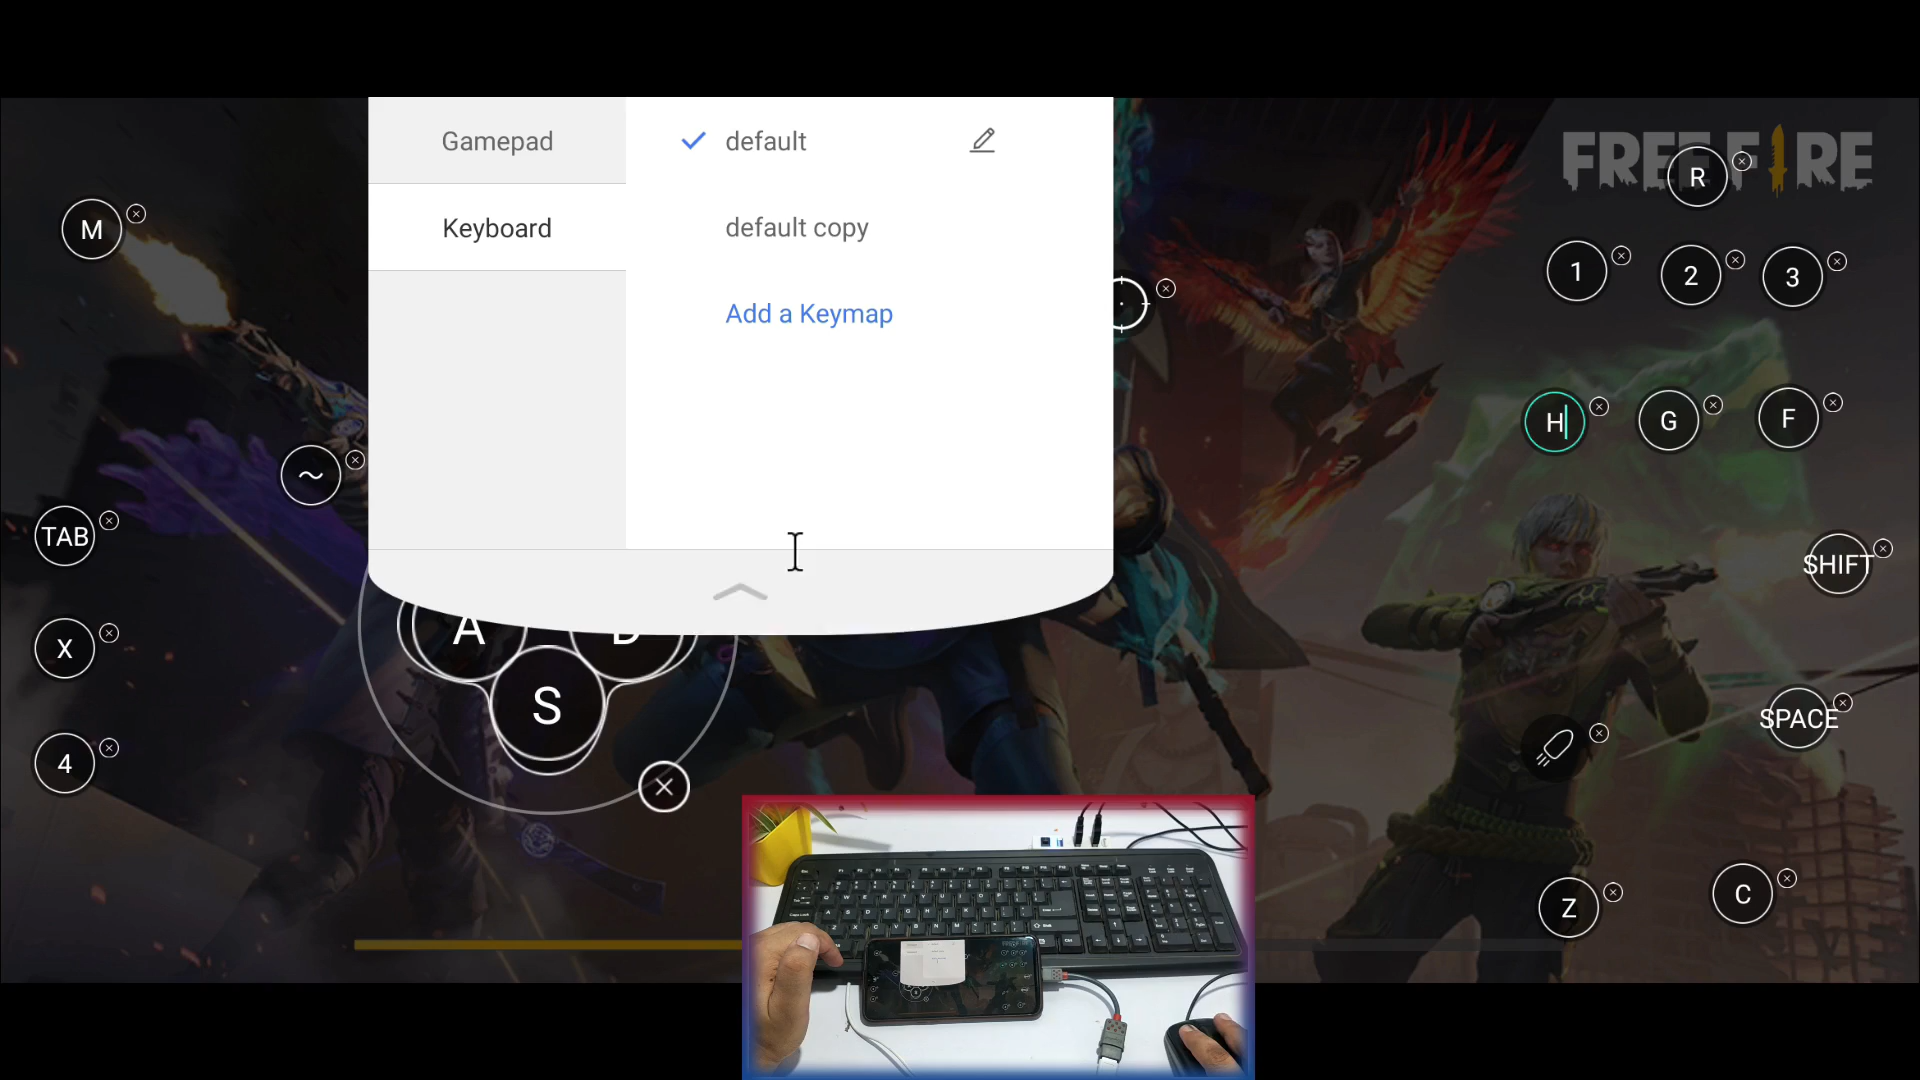 Gamepad
default
FREE FIRE
R
M
Keyboard
default copy
1
2
3
Add a Keymap
H
G
F
~
TAB
SHIFT
A
D
X
S
SPACE
4
Z
C